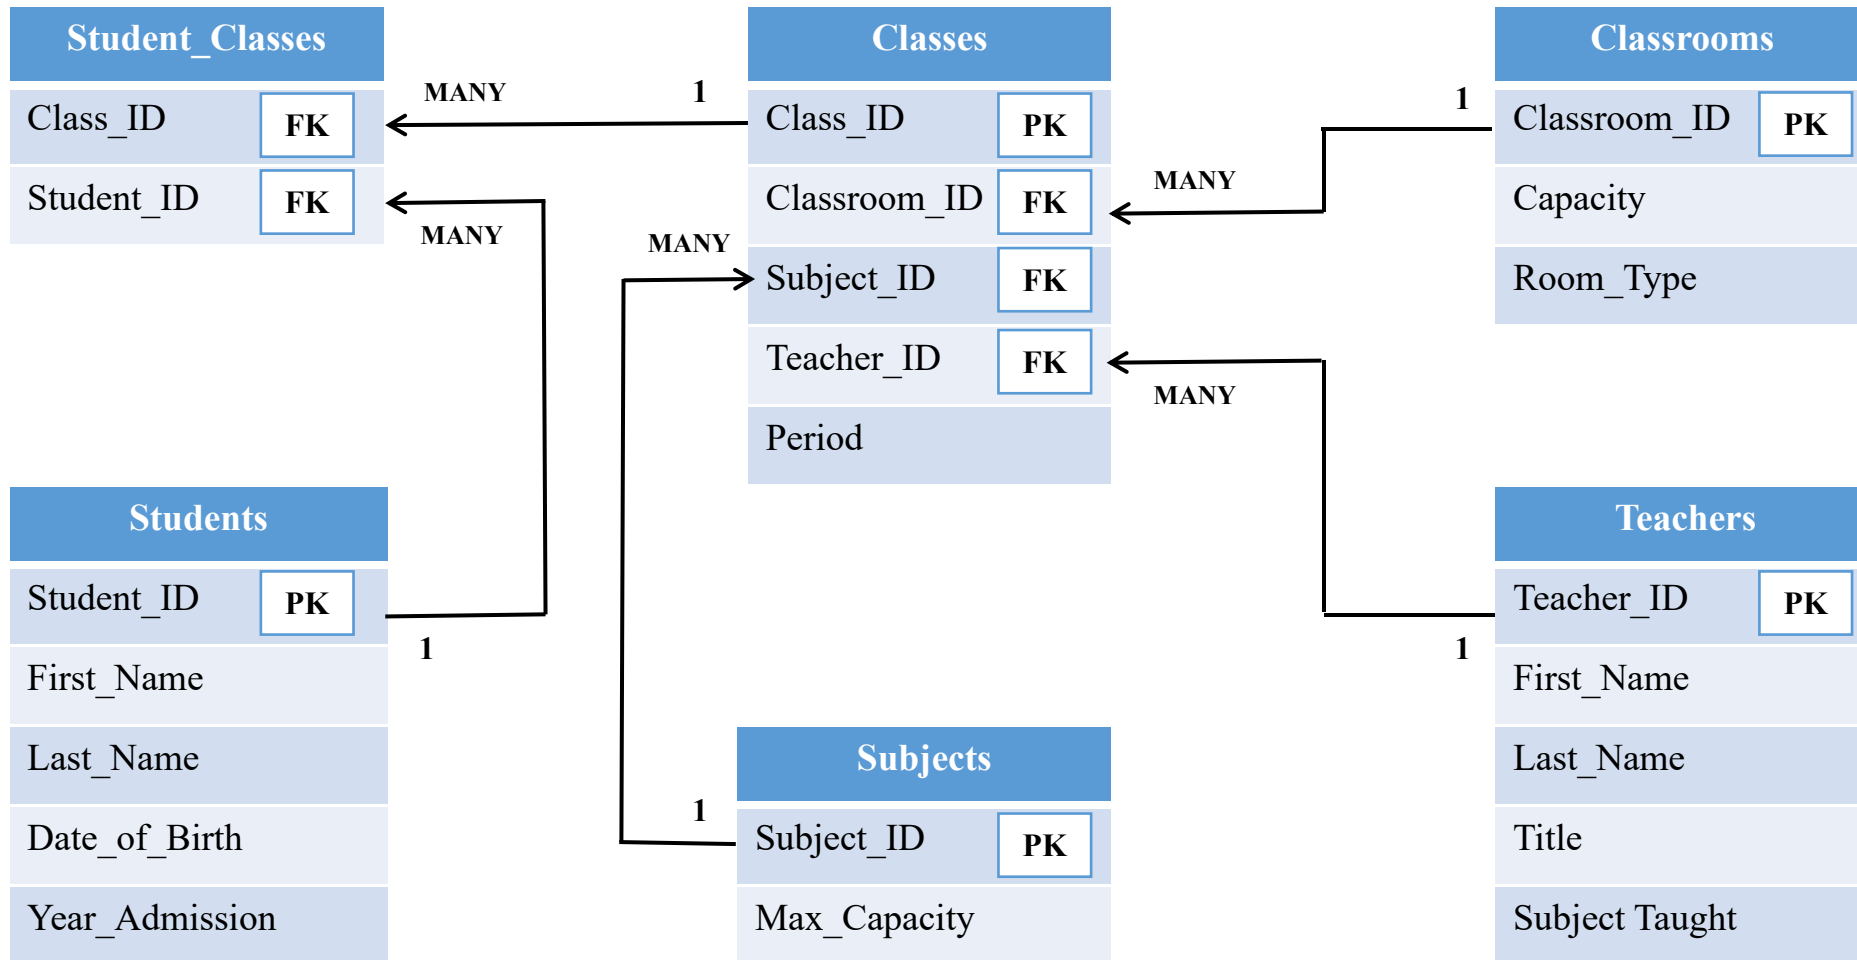 Student_Classes
Class_ID FK
Student_ID FK
MANY
1
MANY
Classes
Class_ID PK
Classroom_ID FK
Subject_ID FK
Teacher_ID FK
Period
MANY
MANY
MANY
1
Classrooms
Classroom_ID PK
Capacity
Room_Type
Students
Student_ID PK
First_Name
Last_Name
Date_of_Birth
Year_Admission
1
Subjects
1
Subject_ID PK
Max_Capacity
Teachers
1
Teacher_ID PK
First_Name
Last_Name
Title
Subject Taught